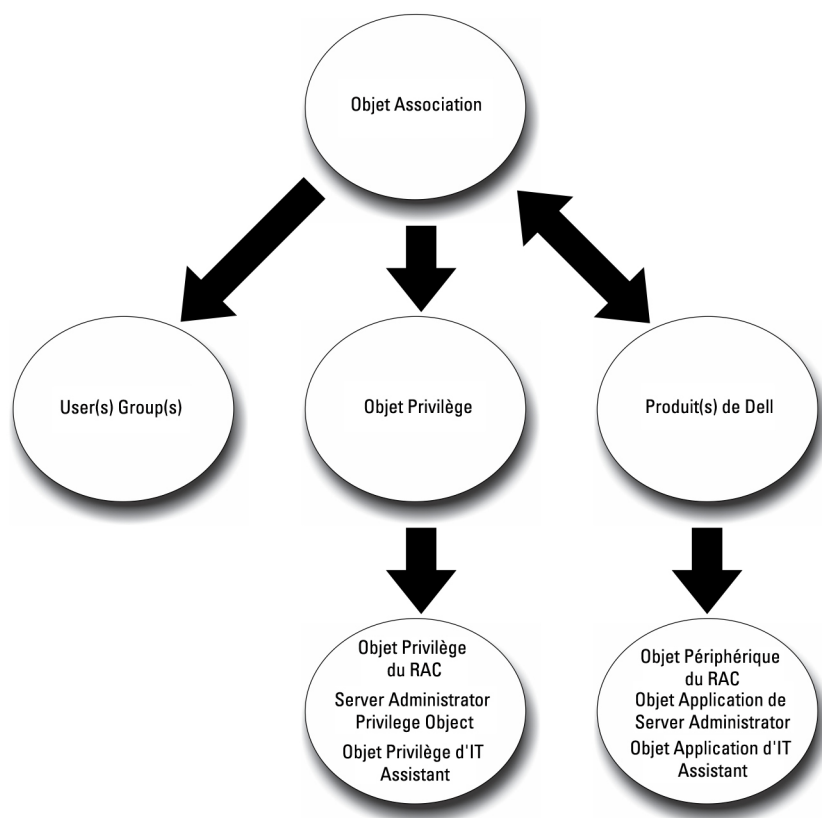 Objet Association
User(s) Group(s)
Objet Privilège
Produit(s) de Dell
Objet Privilège
du RAC
Server Administrator
Privilege Object
Objet Privilège d'IT
Assistant
Objet Périphérique
du RAC
Objet Application de
Server Administrator
Objet Application d'IT
Assistant